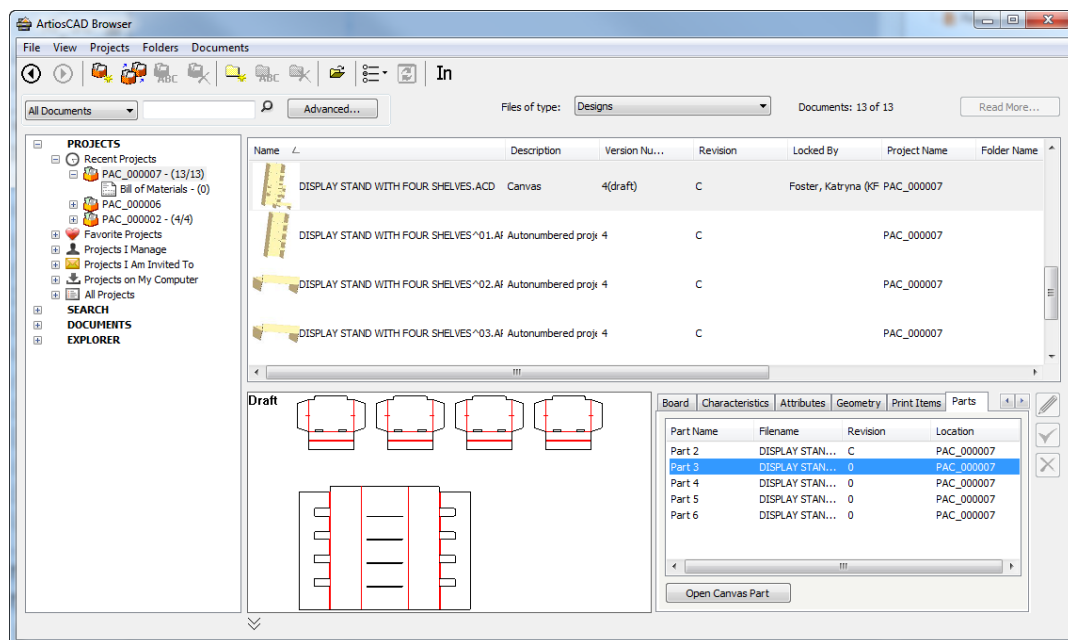 ArtiosCAD Browser
File View Projects Folders Documents
ABC ABC In
All Documents Advanced... Files of type: Designs Documents: 13 of 13 Read More...
PROJECTS
Recent Projects
PAC_000007 - (13/13)
Bill of Materials - (0)
PAC_000006
PAC_000002 - (4/4)
Favorite Projects
Projects I Manage
Projects I Am Invited To
Projects on My Computer
All Projects
SEARCH
DOCUMENTS
EXPLORER
Name Description Version Nu... Revision Locked By Project Name Folder Name
DISPLAY STAND WITH FOUR SHELVES.ACD Canvas 4(draft) C Foster, Katryna (KF PAC_000007
DISPLAY STAND WITH FOUR SHELVES^01.AF Autonumbered proje 4 C PAC_000007
DISPLAY STAND WITH FOUR SHELVES^02.AF Autonumbered proje 4 C PAC_000007
DISPLAY STAND WITH FOUR SHELVES^03.AF Autonumbered proje 4 C PAC_000007
Draft
Board Characteristics Attributes Geometry Print Items Parts
Part Name Filename Revision Location
Part 2 DISPLAY STAN... C PAC_000007
Part 3 DISPLAY STAN... 0 PAC_000007
Part 4 DISPLAY STAN... 0 PAC_000007
Part 5 DISPLAY STAN... 0 PAC_000007
Part 6 DISPLAY STAN... 0 PAC_000007
Open Canvas Part